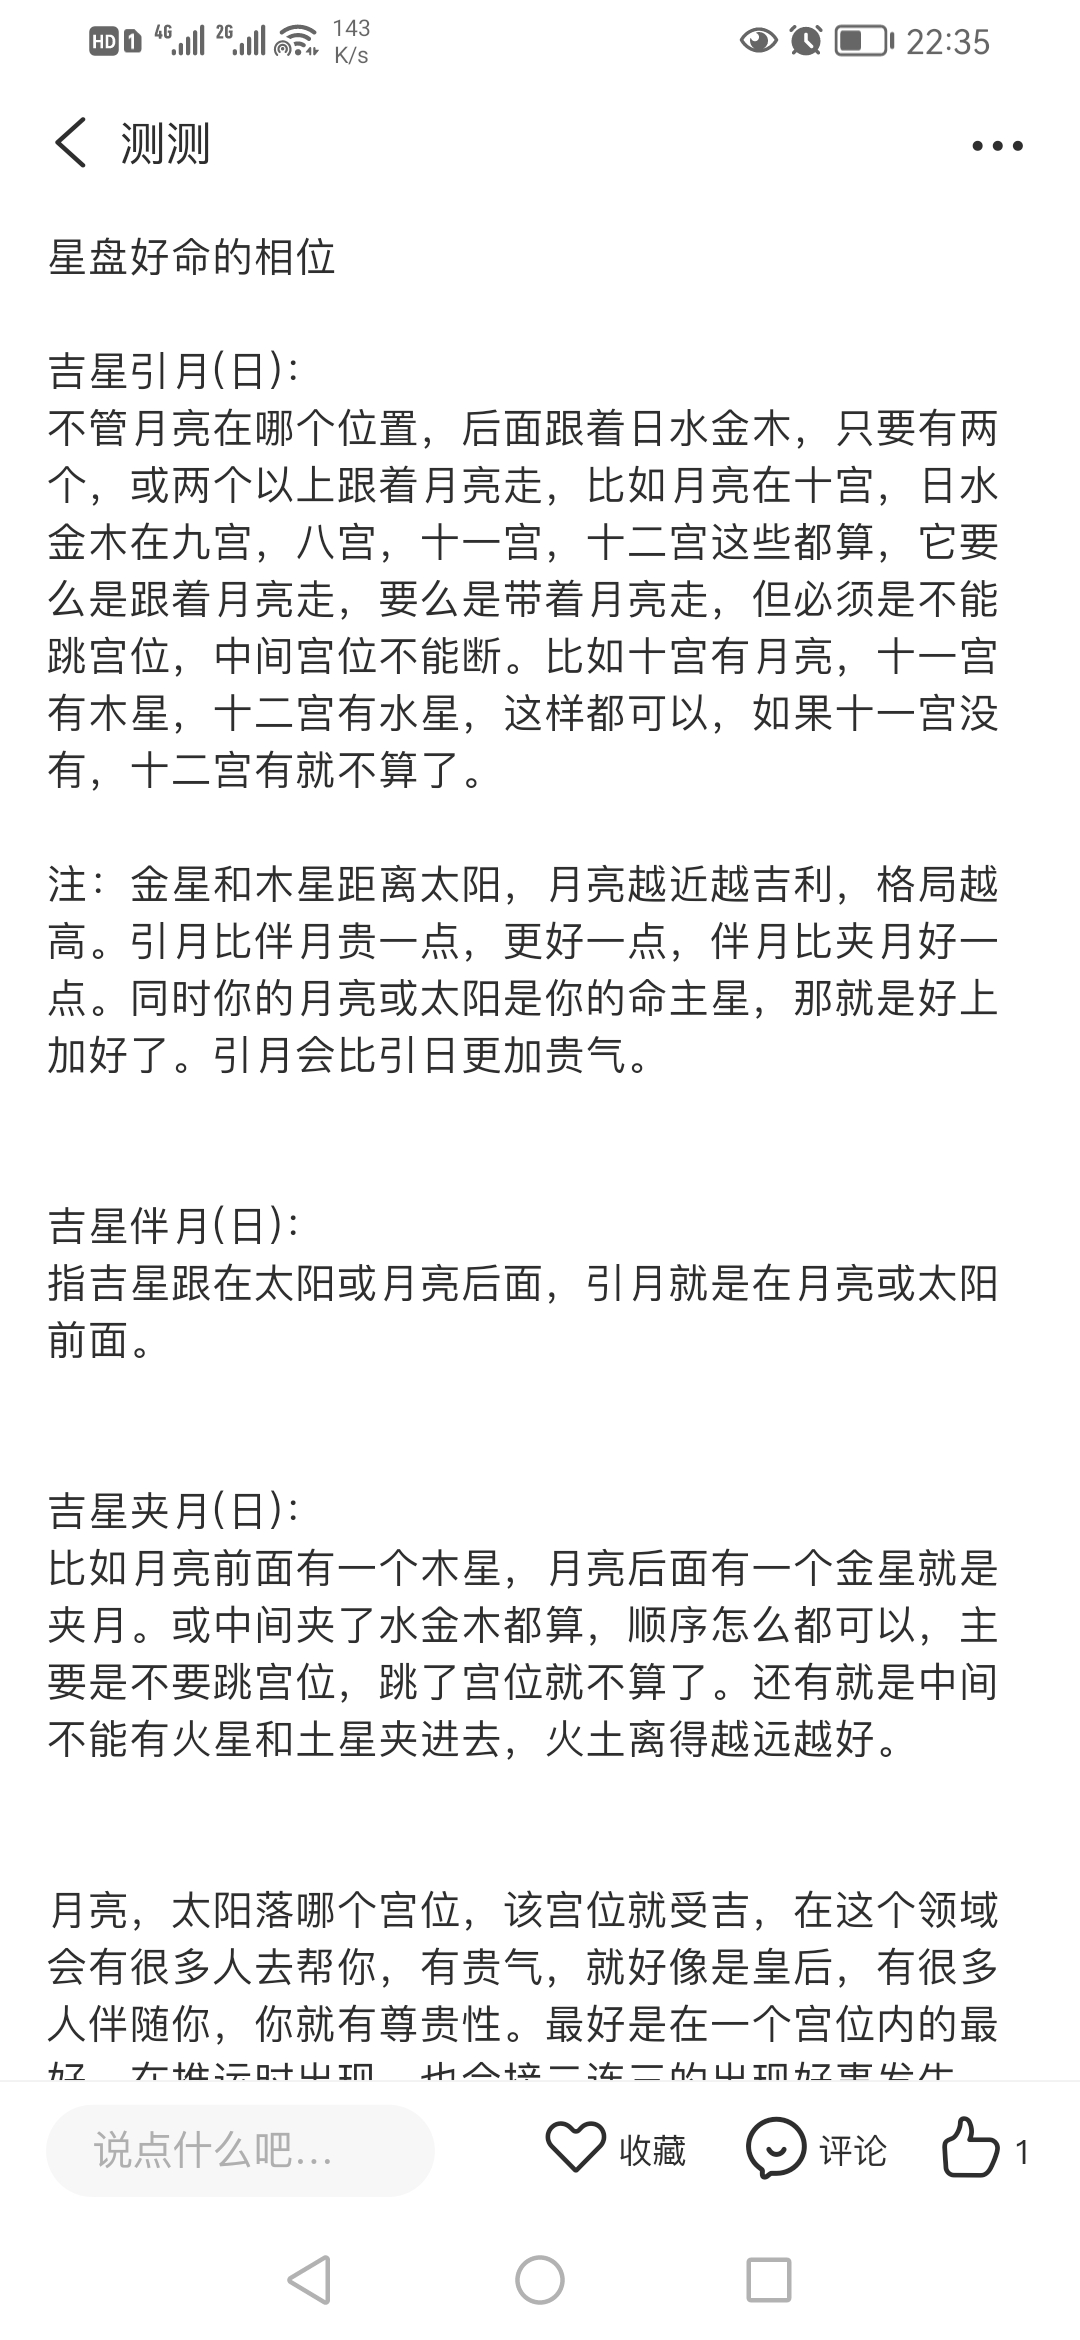 HD 1 4G 2G 143 K/s 22:35
测测
星盘好命的相位
吉星引月(日)：
不管月亮在哪个位置，后面跟着日水金木，只要有两
个，或两个以上跟着月亮走，比如月亮在十宫，日水
金木在九宫，八宫，十一宫，十二宫这些都算，它要
么是跟着月亮走，要么是带着月亮走，但必须是不能
跳宫位，中间宫位不能断。比如十宫有月亮，十一宫
有木星，十二宫有水星，这样都可以，如果十一宫没
有，十二宫有就不算了。
注：金星和木星距离太阳，月亮越近越吉利，格局越
高。引月比伴月贵一点，更好一点，伴月比夹月好一
点。同时你的月亮或太阳是你的命主星，那就是好上
加好了。引月会比引日更加贵气。
吉星伴月(日)：
指吉星跟在太阳或月亮后面，引月就是在月亮或太阳
前面。
吉星夹月(日)：
比如月亮前面有一个木星，月亮后面有一个金星就是
夹月。或中间夹了水金木都算，顺序怎么都可以，主
要是不要跳宫位，跳了宫位就不算了。还有就是中间
不能有火星和土星夹进去，火土离得越远越好。
月亮，太阳落哪个宫位，该宫位就受吉，在这个领域
会有很多人去帮你，有贵气，就好像是皇后，有很多
人伴随你，你就有尊贵性。最好是在一个宫位内的最
好，在推运时出现，也会接二连三的出现好事发生
说点什么吧...
收藏
评论
1